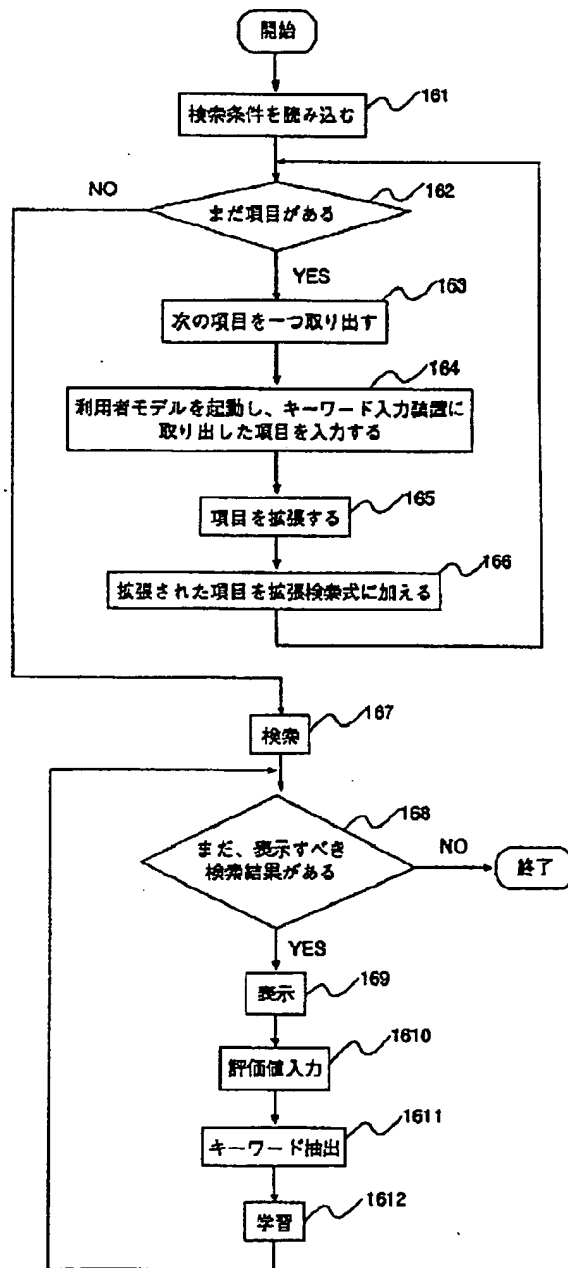 開始
検索条件を読み込む
161
NO
まだ項目がある
162
YES
次の項目を一つ取り出す
163
利用者モデルを起動し、キーワード入力装置に
取り出した項目を入力する
164
項目を拡張する
165
拡張された項目を拡張検索式に加える
166
検索
167
まだ、表示すべき
検索結果がある
168
NO
終了
YES
表示
169
評価値入力
1610
キーワード抽出
1611
学習
1612